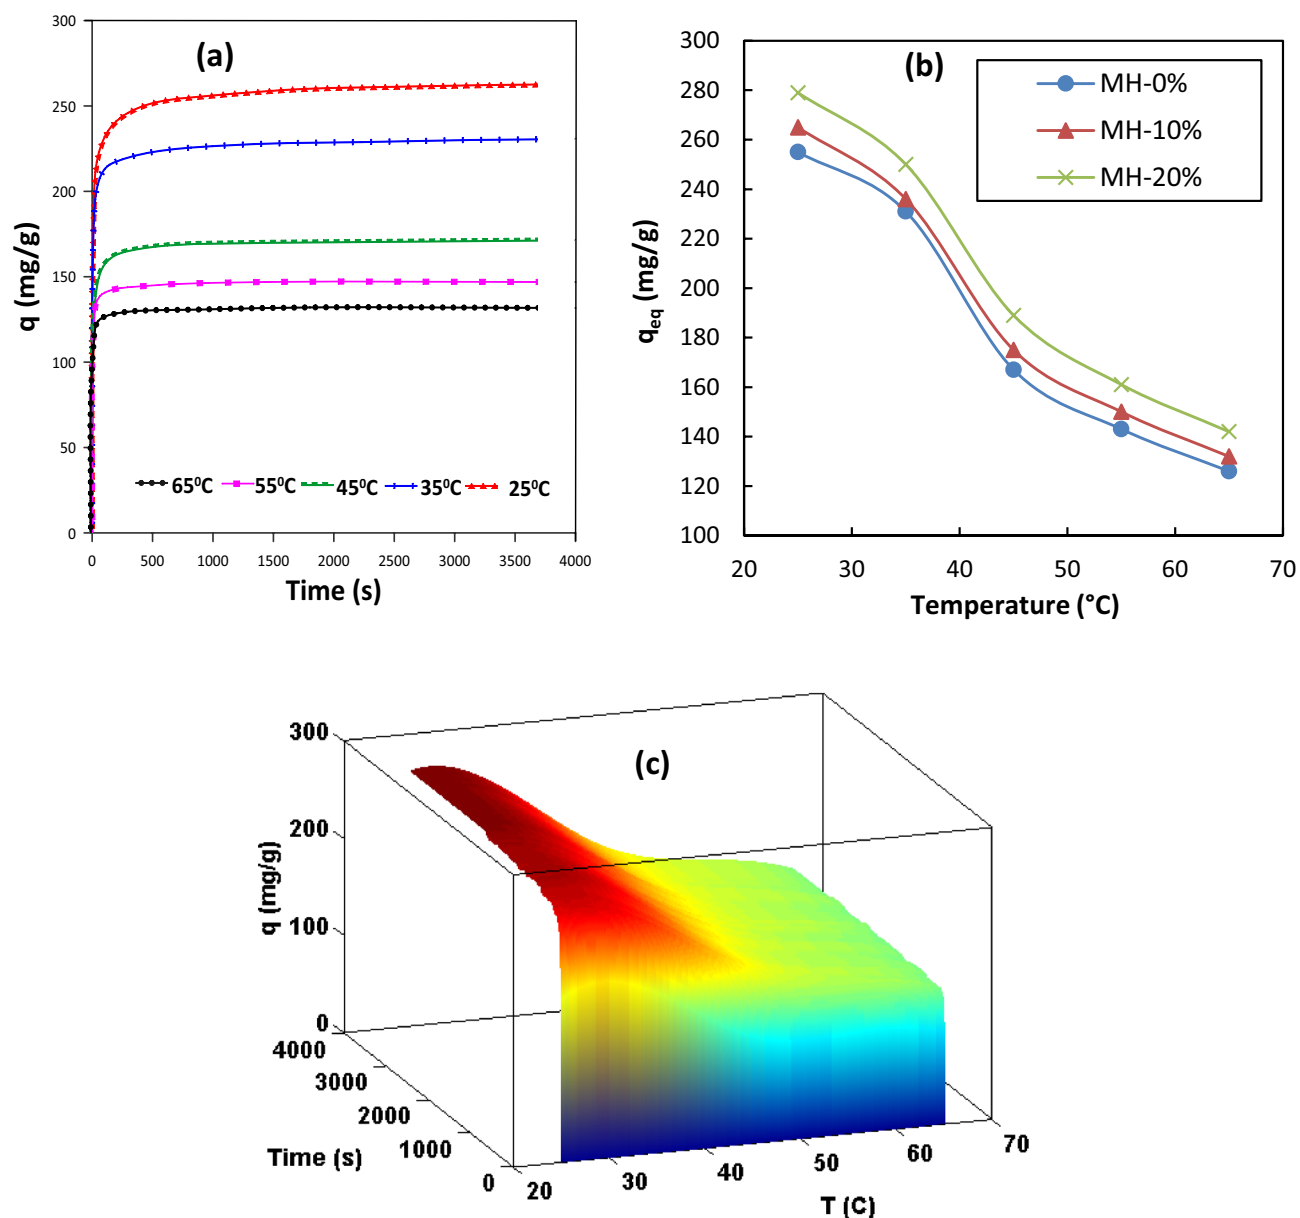 (a)
300
250
200
150
100
50
0
q (mg/g)
65⁰C 55⁰C 45⁰C 35⁰C 25⁰C
0 500 1000 1500 2000 2500 3000 3500 4000
Time (s)
(b)
MH-0%
MH-10%
MH-20%
300
280
260
240
220
200
180
160
140
120
100
qeq (mg/g)
20 30 40 50 60 70
Temperature (°C)
(c)
300
200
100
0
q (mg/g)
4000
3000
2000
1000
0
Time (s)
20 30 40 50 60 70
T (C)